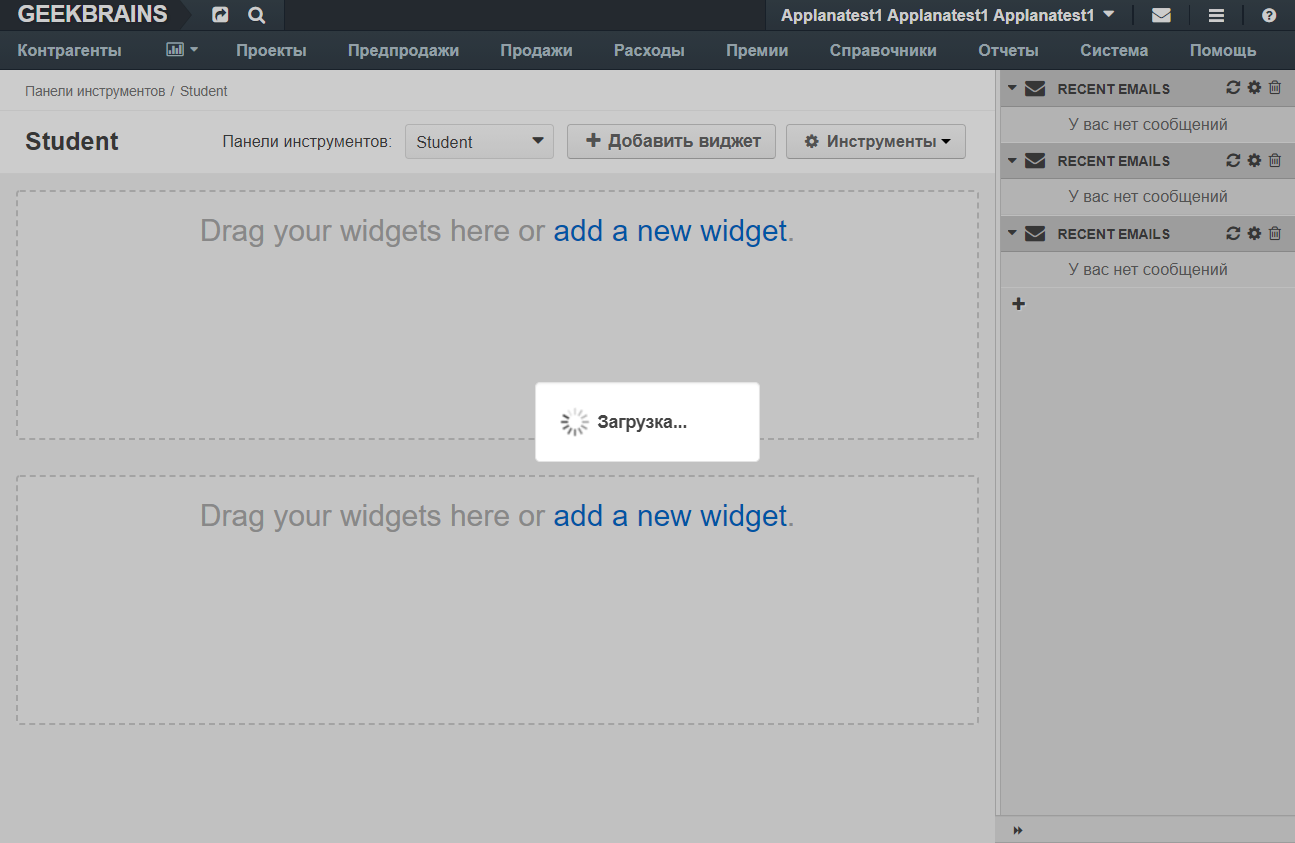 GEEKBRAINS
Applanatest1 Applanatest1 Applanatest1
Контрагенты Проекты Предпродажи Продажи Расходы Премии Справочники Отчеты Система Помощь
Панели инструментов / Student
Student
Панели инструментов:
Student
Добавить виджет
Инструменты
Drag your widgets here or add a new widget.
Загрузка...
Drag your widgets here or add a new widget.
RECENT EMAILS
У вас нет сообщений
RECENT EMAILS
У вас нет сообщений
RECENT EMAILS
У вас нет сообщений